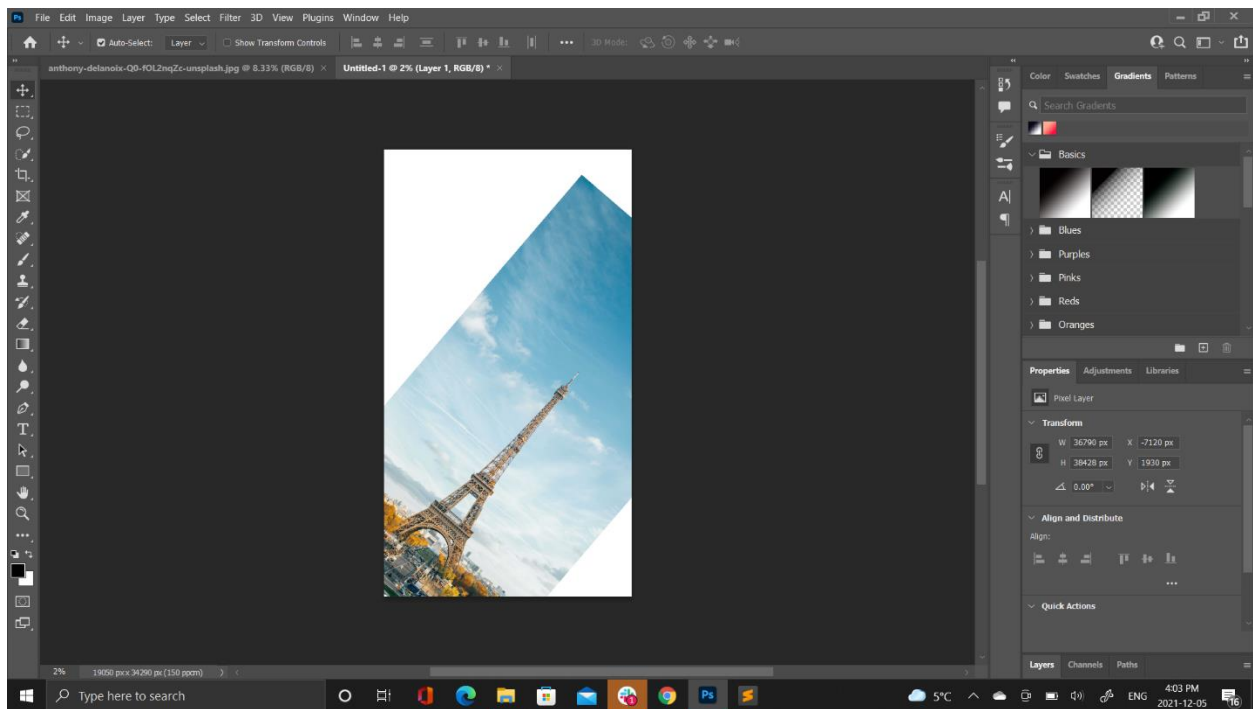 Ps File Edit Image Layer Type Select Filter 3D View Plugins Window Help
Auto-Select: Layer Show Transform Controls 3D Mode:
anthony-delanoix-Q0-fOL2nqZc-unsplash.jpg @ 8.33% (RGB/8) × Untitled-1 @ 2% (Layer 1, RGB/8) * ×
Color Swatches Gradients Patterns
Search Gradients
Basics
Blues
Purples
Pinks
Reds
Oranges
Properties Adjustments Libraries
Pixel Layer
Transform
W 36790 px X -7120 px
H 38428 px Y 1930 px
0.00°
Align and Distribute
Align:
Quick Actions
Layers Channels Paths
2% 19050 px x 34290 px (150 ppcm)
Type here to search
Ps
5°C
ENG
4:03 PM
2021-12-05
16